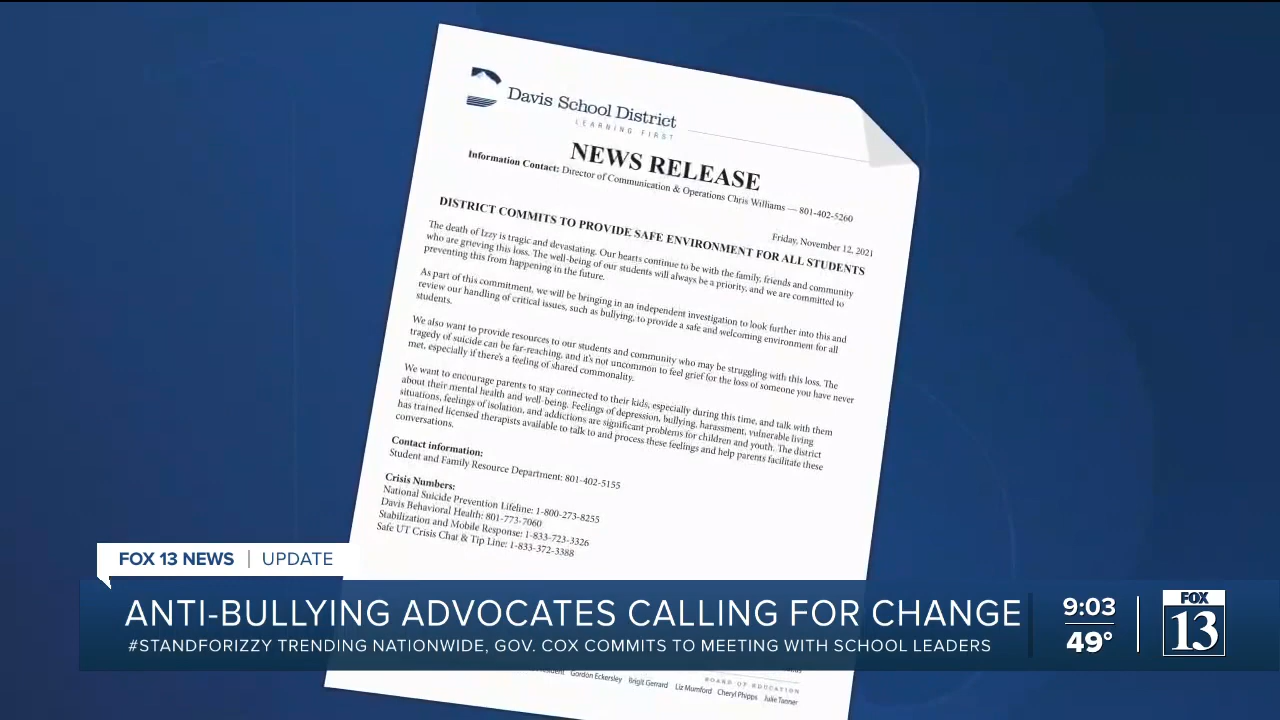 Davis School District
LEARNING FIRST
NEWS RELEASE
Information Contact: Director of Communication & Operations Chris Williams — 801-402-5260
Friday, November 12, 2021
DISTRICT COMMITS TO PROVIDE SAFE ENVIRONMENT FOR ALL STUDENTS
The death of Izzy is tragic and devastating. Our hearts continue to be with the family, friends and community
who are grieving this loss. The well-being of our students will always be a priority, and we are committed to
preventing this from happening in the future.
As part of this commitment, we will be bringing in an independent investigation to look further into this and
review our handling of critical issues, such as bullying, to provide a safe and welcoming environment for all
students.
We also want to provide resources to our students and community who may be struggling with this loss. The
tragedy of suicide can be far-reaching, and it's not uncommon to feel grief for the loss of someone you have never
met, especially if there's a feeling of shared commonality.
We want to encourage parents to stay connected to their kids, especially during this time, and talk with them
about their mental health and well-being. Feelings of depression, bullying, harassment, vulnerable living
situations, feelings of isolation, and addictions are significant problems for children and youth. The district
has trained licensed therapists available to talk to and process these feelings and help parents facilitate these
conversations.
Contact information:
Student and Family Resource Department: 801-402-5155
Crisis Numbers:
National Suicide Prevention Lifeline: 1-800-273-8255
Davis Behavioral Health: 801-773-7060
Stabilization and Mobile Response: 1-833-723-3326
Safe UT Crisis Chat & Tip Line: 1-833-372-3388
FOX 13 NEWS | UPDATE
ANTI-BULLYING ADVOCATES CALLING FOR CHANGE
#STANDFORIZZY TRENDING NATIONWIDE, GOV. COX COMMITS TO MEETING WITH SCHOOL LEADERS
9:03
49°
FOX
13
BOARD OF EDUCATION
Gordon Eckersley Brigit Gerrard Liz Mumford Cheryl Phipps Julie Tanner